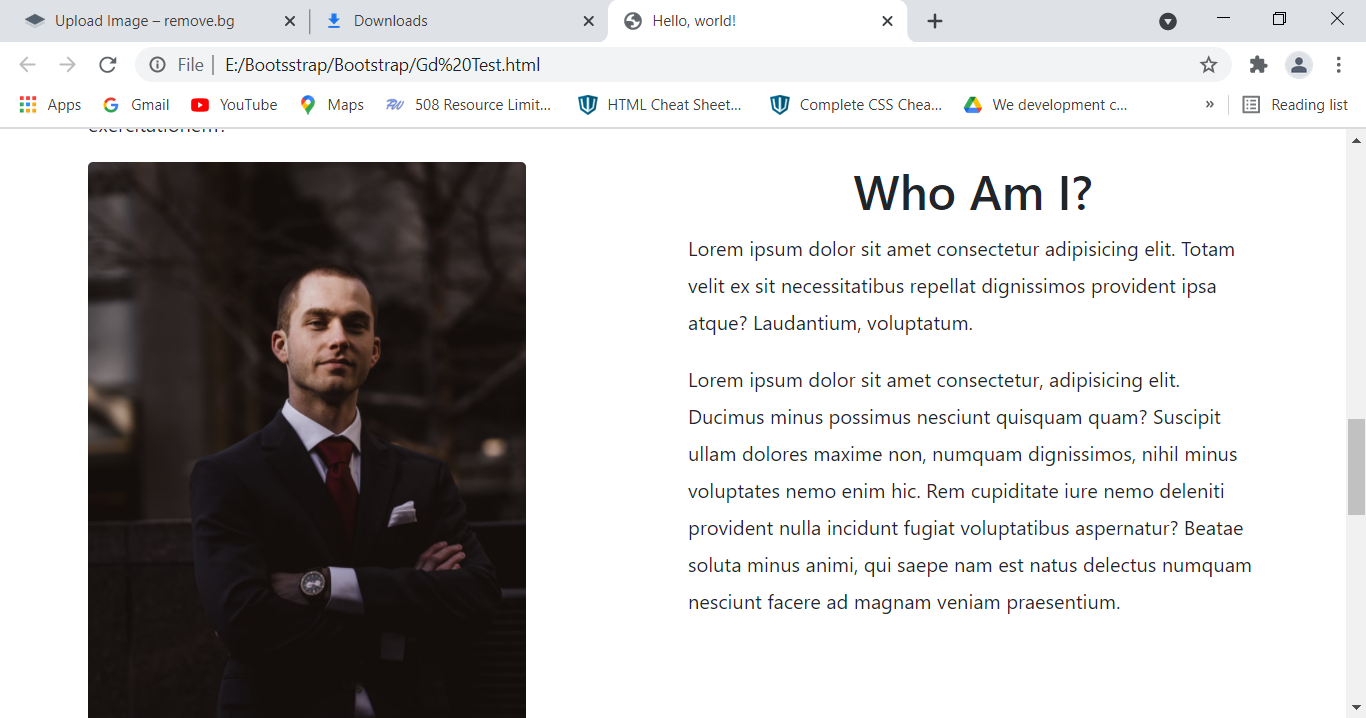 Upload Image – remove.bg
Downloads
Hello, world!
File | E:/Bootsstrap/Bootstrap/Gd%20Test.html
Apps Gmail YouTube Maps 508 Resource Limit... HTML Cheat Sheet... Complete CSS Chea... We development c... » Reading list
Who Am I?
Lorem ipsum dolor sit amet consectetur adipisicing elit. Totam
velit ex sit necessitatibus repellat dignissimos provident ipsa
atque? Laudantium, voluptatum.
Lorem ipsum dolor sit amet consectetur, adipisicing elit.
Ducimus minus possimus nesciunt quisquam quam? Suscipit
ullam dolores maxime non, numquam dignissimos, nihil minus
voluptates nemo enim hic. Rem cupiditate iure nemo deleniti
provident nulla incidunt fugiat voluptatibus aspernatur? Beatae
soluta minus animi, qui saepe nam est natus delectus numquam
nesciunt facere ad magnam veniam praesentium.